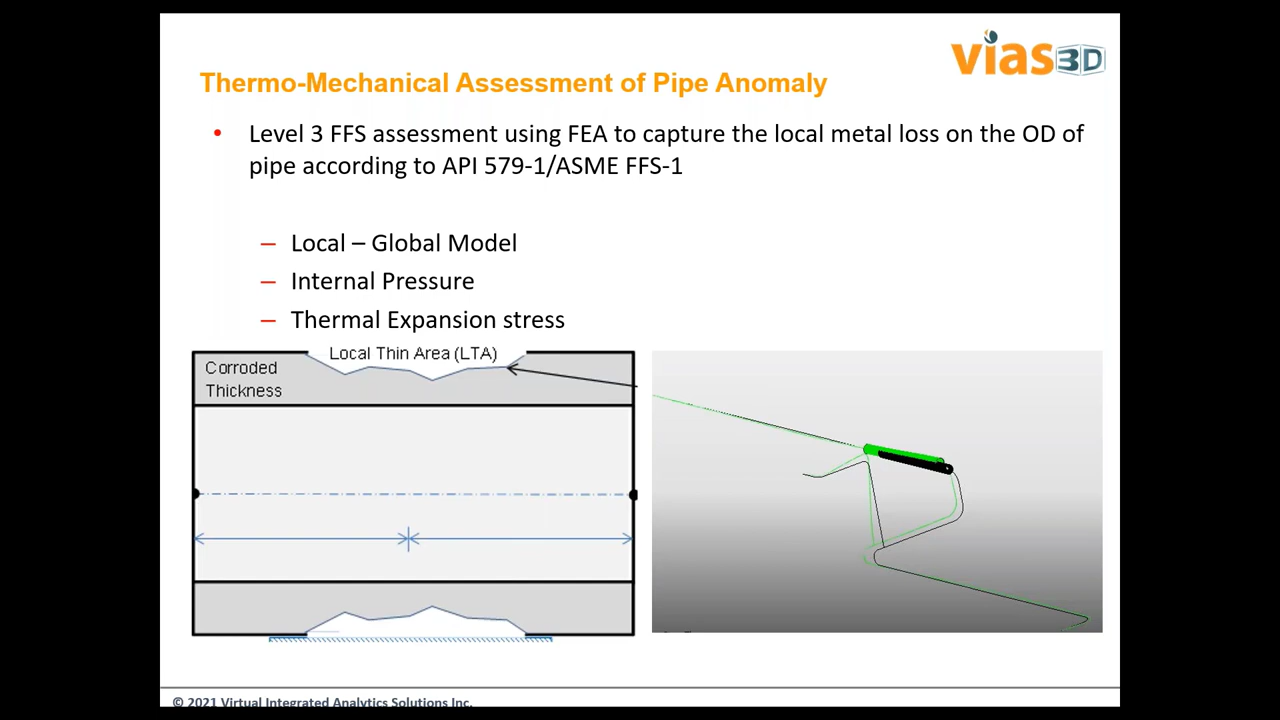 vias3D
Thermo-Mechanical Assessment of Pipe Anomaly
• Level 3 FFS assessment using FEA to capture the local metal loss on the OD of
pipe according to API 579-1/ASME FFS-1
– Local – Global Model
– Internal Pressure
– Thermal Expansion stress
Local Thin Area (LTA)
Corroded
Thickness
© 2021 Virtual Integrated Analytics Solutions Inc.